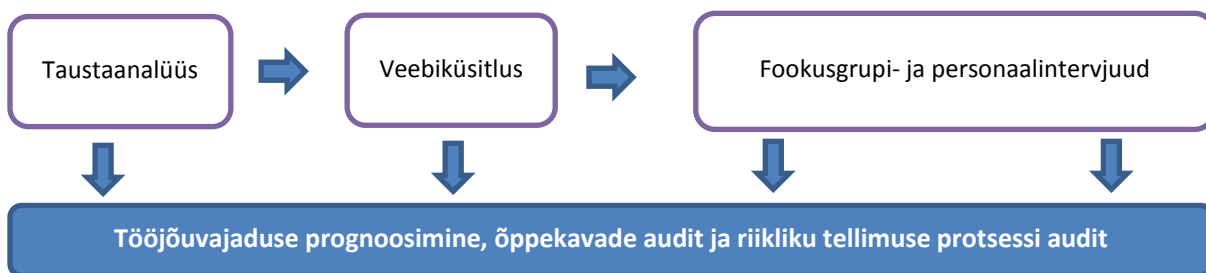 Taustaanalüüs
Veebiküsitlus
Fookusgrupi- ja personaalintervjuud
Tööjõuvajaduse prognoosimine, õppekavade audit ja riikliku tellimuse protsessi audit